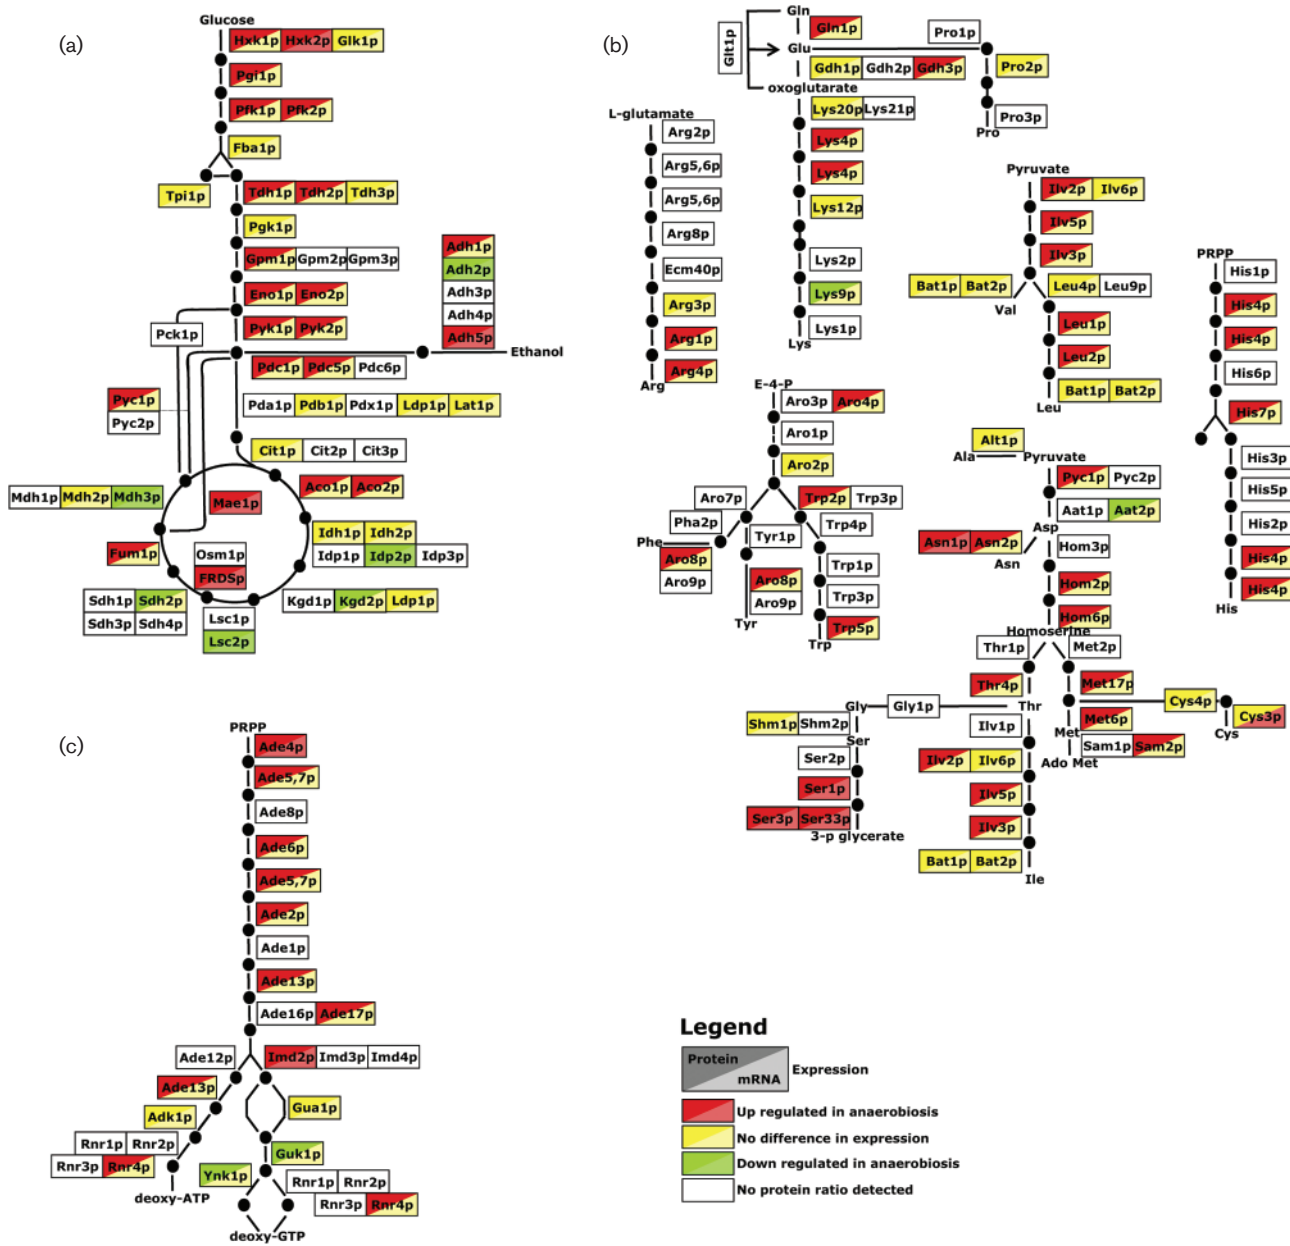 (a)
Glucose
Hxk1p Hxk2p Glk1p
Pgi1p
Pfk1p Pfk2p
Fba1p
Tpi1p
Tdh1p Tdh2p Tdh3p
Pgk1p
Gpm1p Gpm2p Gpm3p
Eno1p Eno2p
Pck1p
Pyk1p Pyk2p
Adh1p
Adh2p
Adh3p
Adh4p
Adh5p
Ethanol
Pdc1p Pdc5p Pdc6p
Pyc1p
Pyc2p
Pda1p Pdb1p Pdx1p Ldp1p Lat1p
Cit1p Cit2p Cit3p
Mdh1p Mdh2p Mdh3p
Mae1p
Aco1p Aco2p
Idh1p Idh2p
Idp1p Idp2p Idp3p
Fum1p
Osm1p
FRDSp
Sdh1p Sdh2p
Sdh3p Sdh4p
Lsc1p
Lsc2p
Kgd1p Kgd2p Ldp1p
(b)
Gln
Gln1p
Glt1p
Glu
Pro1p
Pro2p
Pro3p
Pro
Gdh1p Gdh2p Gdh3p
oxoglutarate
Lys20p Lys21p
Lys4p
Lys4p
Lys12p
Lys2p
Lys9p
Lys1p
Lys
L-glutamate
Arg2p
Arg5,6p
Arg5,6p
Arg8p
Ecm40p
Arg3p
Arg1p
Arg4p
Arg
Pyruvate
Ilv2p Ilv6p
Ilv5p
Ilv3p
Bat1p Bat2p
Val
Leu4p Leu9p
Leu1p
Leu2p
Bat1p Bat2p
Leu
PRPP
His1p
His4p
His4p
His6p
His7p
His3p
His5p
His2p
His4p
His4p
His
E-4-P
Aro3p Aro4p
Aro1p
Aro2p
Aro7p
Trp2p Trp3p
Pha2p
Tyr1p
Trp4p
Phe
Aro8p
Aro9p
Aro8p
Aro9p
Tyr
Trp1p
Trp3p
Trp5p
Trp
Alt1p
Ala
Pyruvate
Pyc1p Pyc2p
Aat1p Aat2p
Asp
Asn1p Asn2p
Asn
Hom3p
Hom2p
Hom6p
Homoserine
Thr1p
Met2p
Thr4p
Met17p
Thr
Gly1p
Gly
Shm1p Shm2p
Ser
Ser2p
Ser1p
Ser3p Ser33p
3-p glycerate
Met6p
Met
Cys4p
Cys3p
Cys
Sam1p Sam2p
Ado Met
Ilv1p
Ilv2p Ilv6p
Ilv5p
Ilv3p
Bat1p Bat2p
Ile
(c)
PRPP
Ade4p
Ade5,7p
Ade8p
Ade6p
Ade5,7p
Ade2p
Ade1p
Ade13p
Ade16p Ade17p
Ade12p
Imd2p Imd3p Imd4p
Ade13p
Adk1p
Gua1p
Rnr1p Rnr2p
Rnr3p Rnr4p
deoxy-ATP
Guk1p
Ynk1p
Rnr1p Rnr2p
Rnr3p Rnr4p
deoxy-GTP
Legend
Protein
mRNA
Expression
Up regulated in anaerobiosis
No difference in expression
Down regulated in anaerobiosis
No protein ratio detected